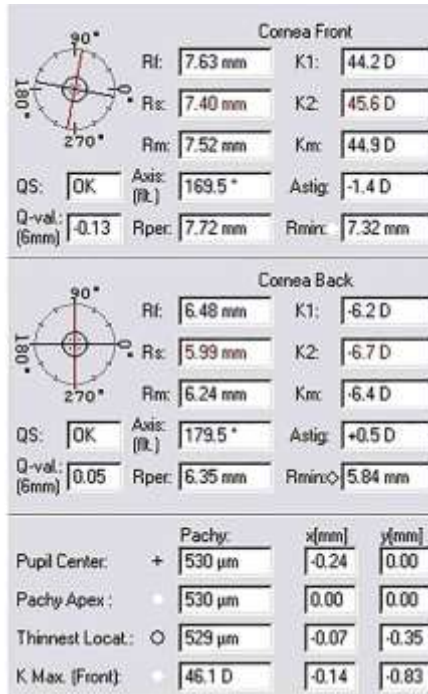 Cornea Front
90°
180°
0°
270°
Rf: 7.63 mm K1: 44.2 D
Rs: 7.40 mm K2: 45.6 D
Rm: 7.52 mm Km: 44.9 D
QS: OK Axis: (flt.) 169.5 ° Astig: -1.4 D
Q-val.: (6mm) -0.13 Rper: 7.72 mm Rmin: 7.32 mm
Cornea Back
90°
180°
0°
270°
Rf: 6.48 mm K1: -6.2 D
Rs: 5.99 mm K2: -6.7 D
Rm: 6.24 mm Km: -6.4 D
QS: OK Axis: (flt.) 179.5 ° Astig: +0.5 D
Q-val.: (6mm) 0.05 Rper: 6.35 mm Rmin: 5.84 mm
Pachy: x[mm] y[mm]
Pupil Center: + 530 µm -0.24 0.00
Pachy Apex : 530 µm 0.00 0.00
Thinnest Locat.: O 529 µm -0.07 -0.35
K Max. (Front): 46.1 D -0.14 -0.83